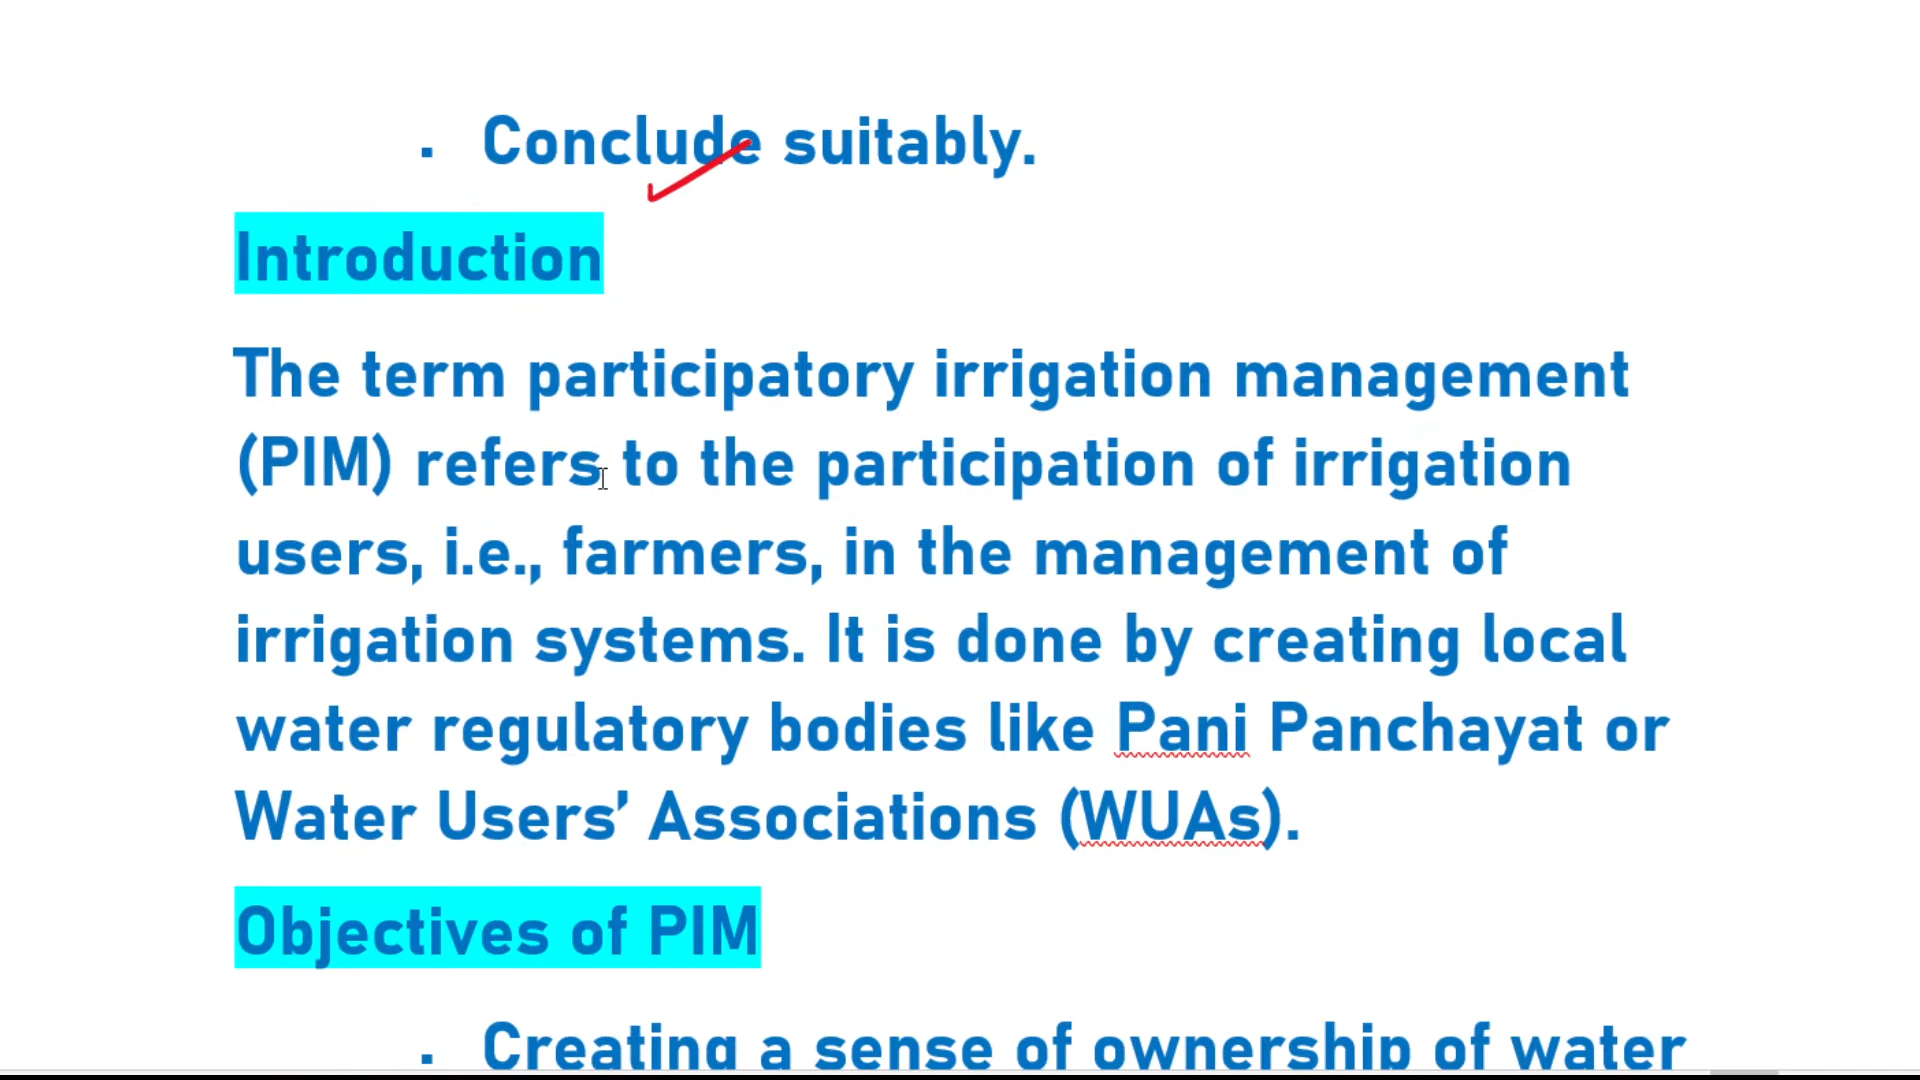 ▪ Conclude suitably.
Introduction
The term participatory irrigation management
(PIM) refers to the participation of irrigation
users, i.e., farmers, in the management of
irrigation systems. It is done by creating local
water regulatory bodies like Pani Panchayat or
Water Users’ Associations (WUAs).
Objectives of PIM
▪ Creating a sense of ownership of water